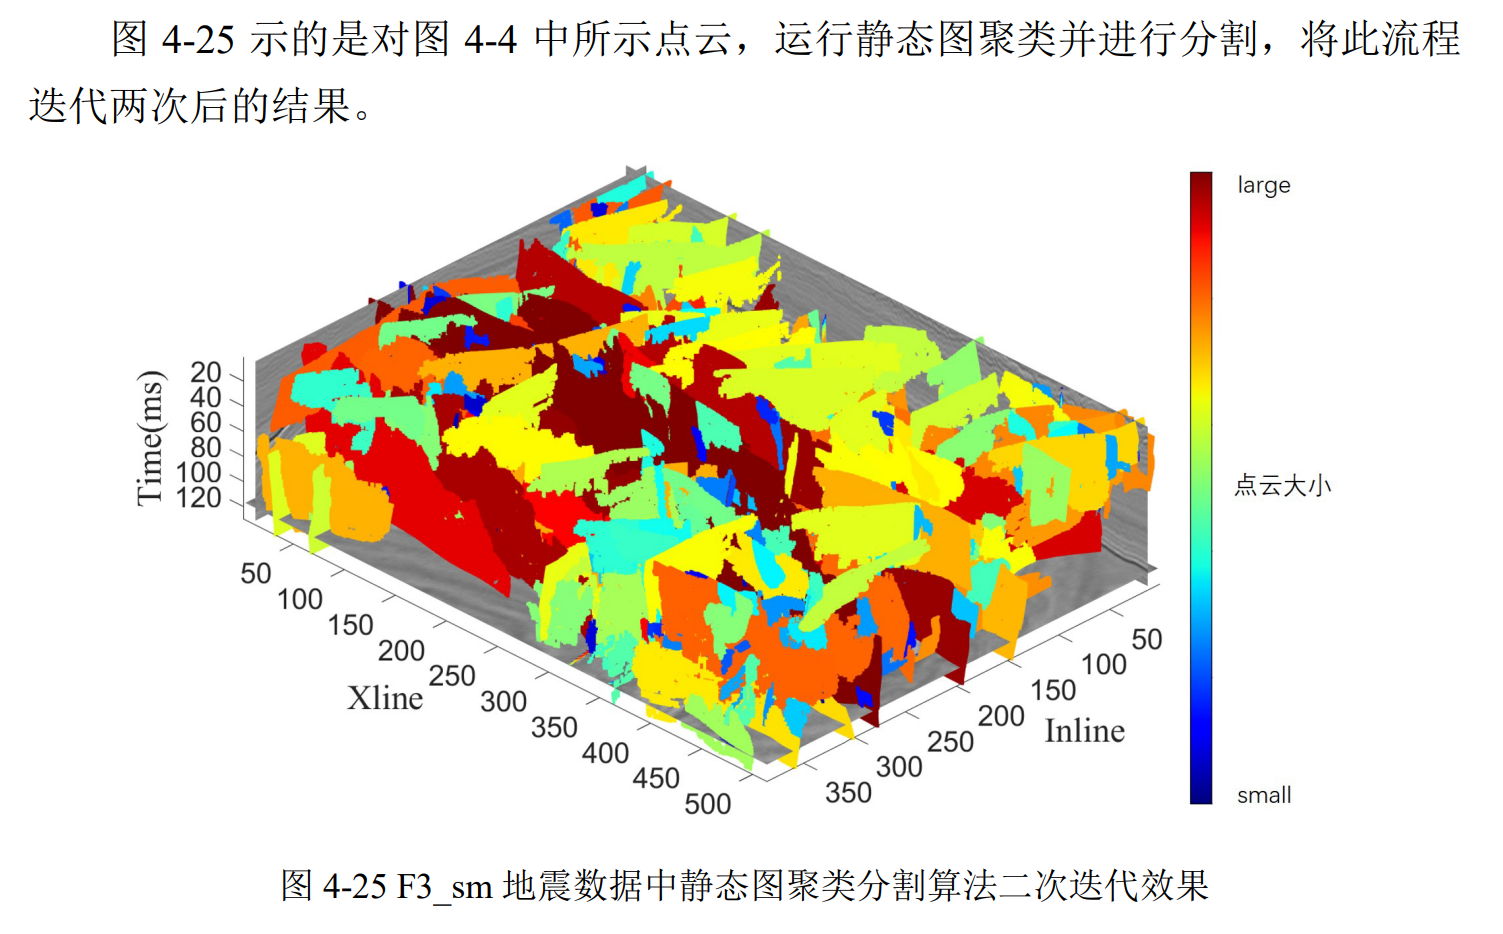 图 4-25 示的是对图 4-4 中所示点云，运行静态图聚类并进行分割，将此流程
迭代两次后的结果。
large
点云大小
small
Time(ms)
20
40
60
80
100
120
50
100
150
200
250
300
350
400
450
500
Xline
50
100
150
200
250
300
350
Inline
图 4-25 F3_sm 地震数据中静态图聚类分割算法二次迭代效果